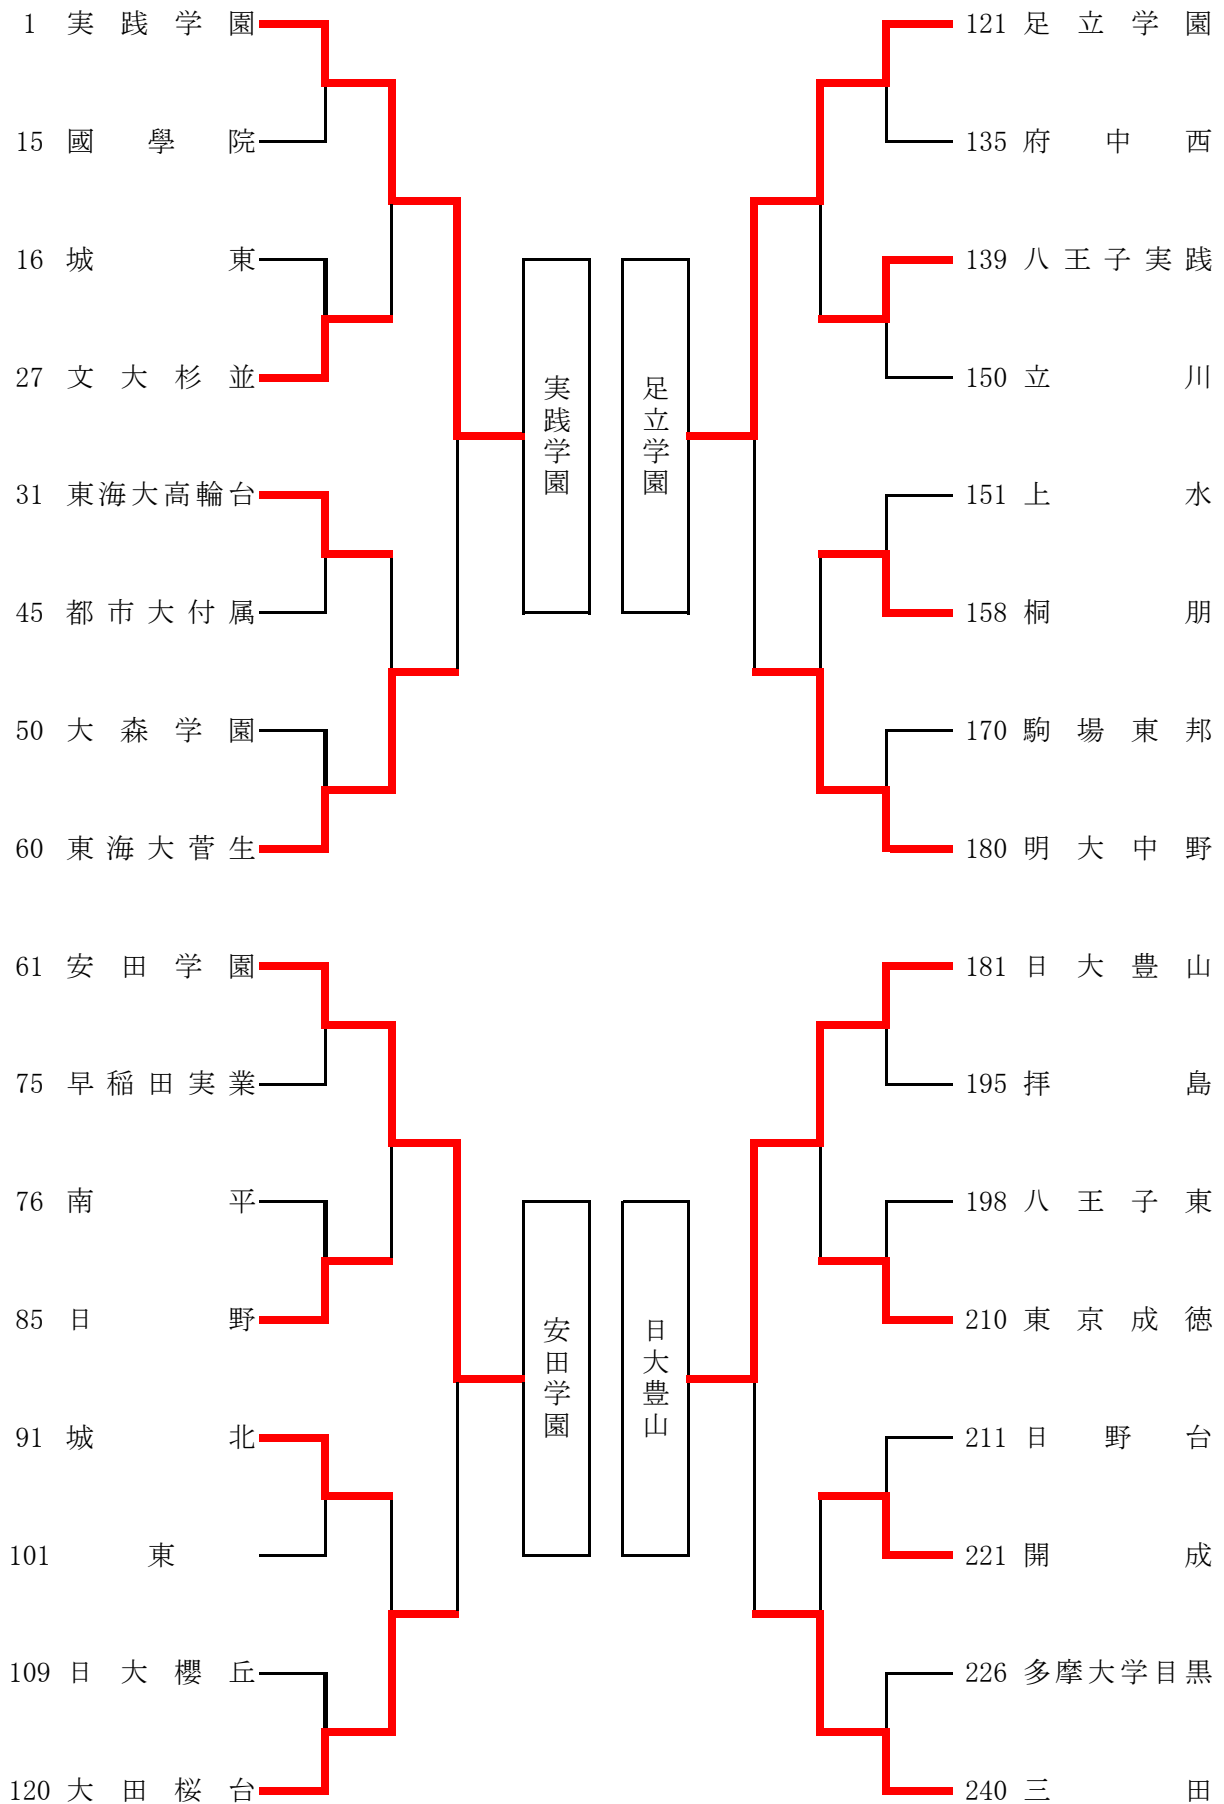 1 実践学園
15 國學院
16 城東
27 文大杉並
31 東海大高輪台
45 都市大付属
50 大森学園
60 東海大菅生
61 安田学園
75 早稲田実業
76 南平
85 日野
91 城北
101 東
109 日大櫻丘
120 大田桜台
実践学園
足立学園
安田学園
日大豊山
121 足立学園
135 府中西
139 八王子実践
150 立川
151 上水
158 桐朋
170 駒場東邦
180 明大中野
181 日大豊山
195 拝島
198 八王子東
210 東京成徳
211 日野台
221 開成
226 多摩大学目黒
240 三田